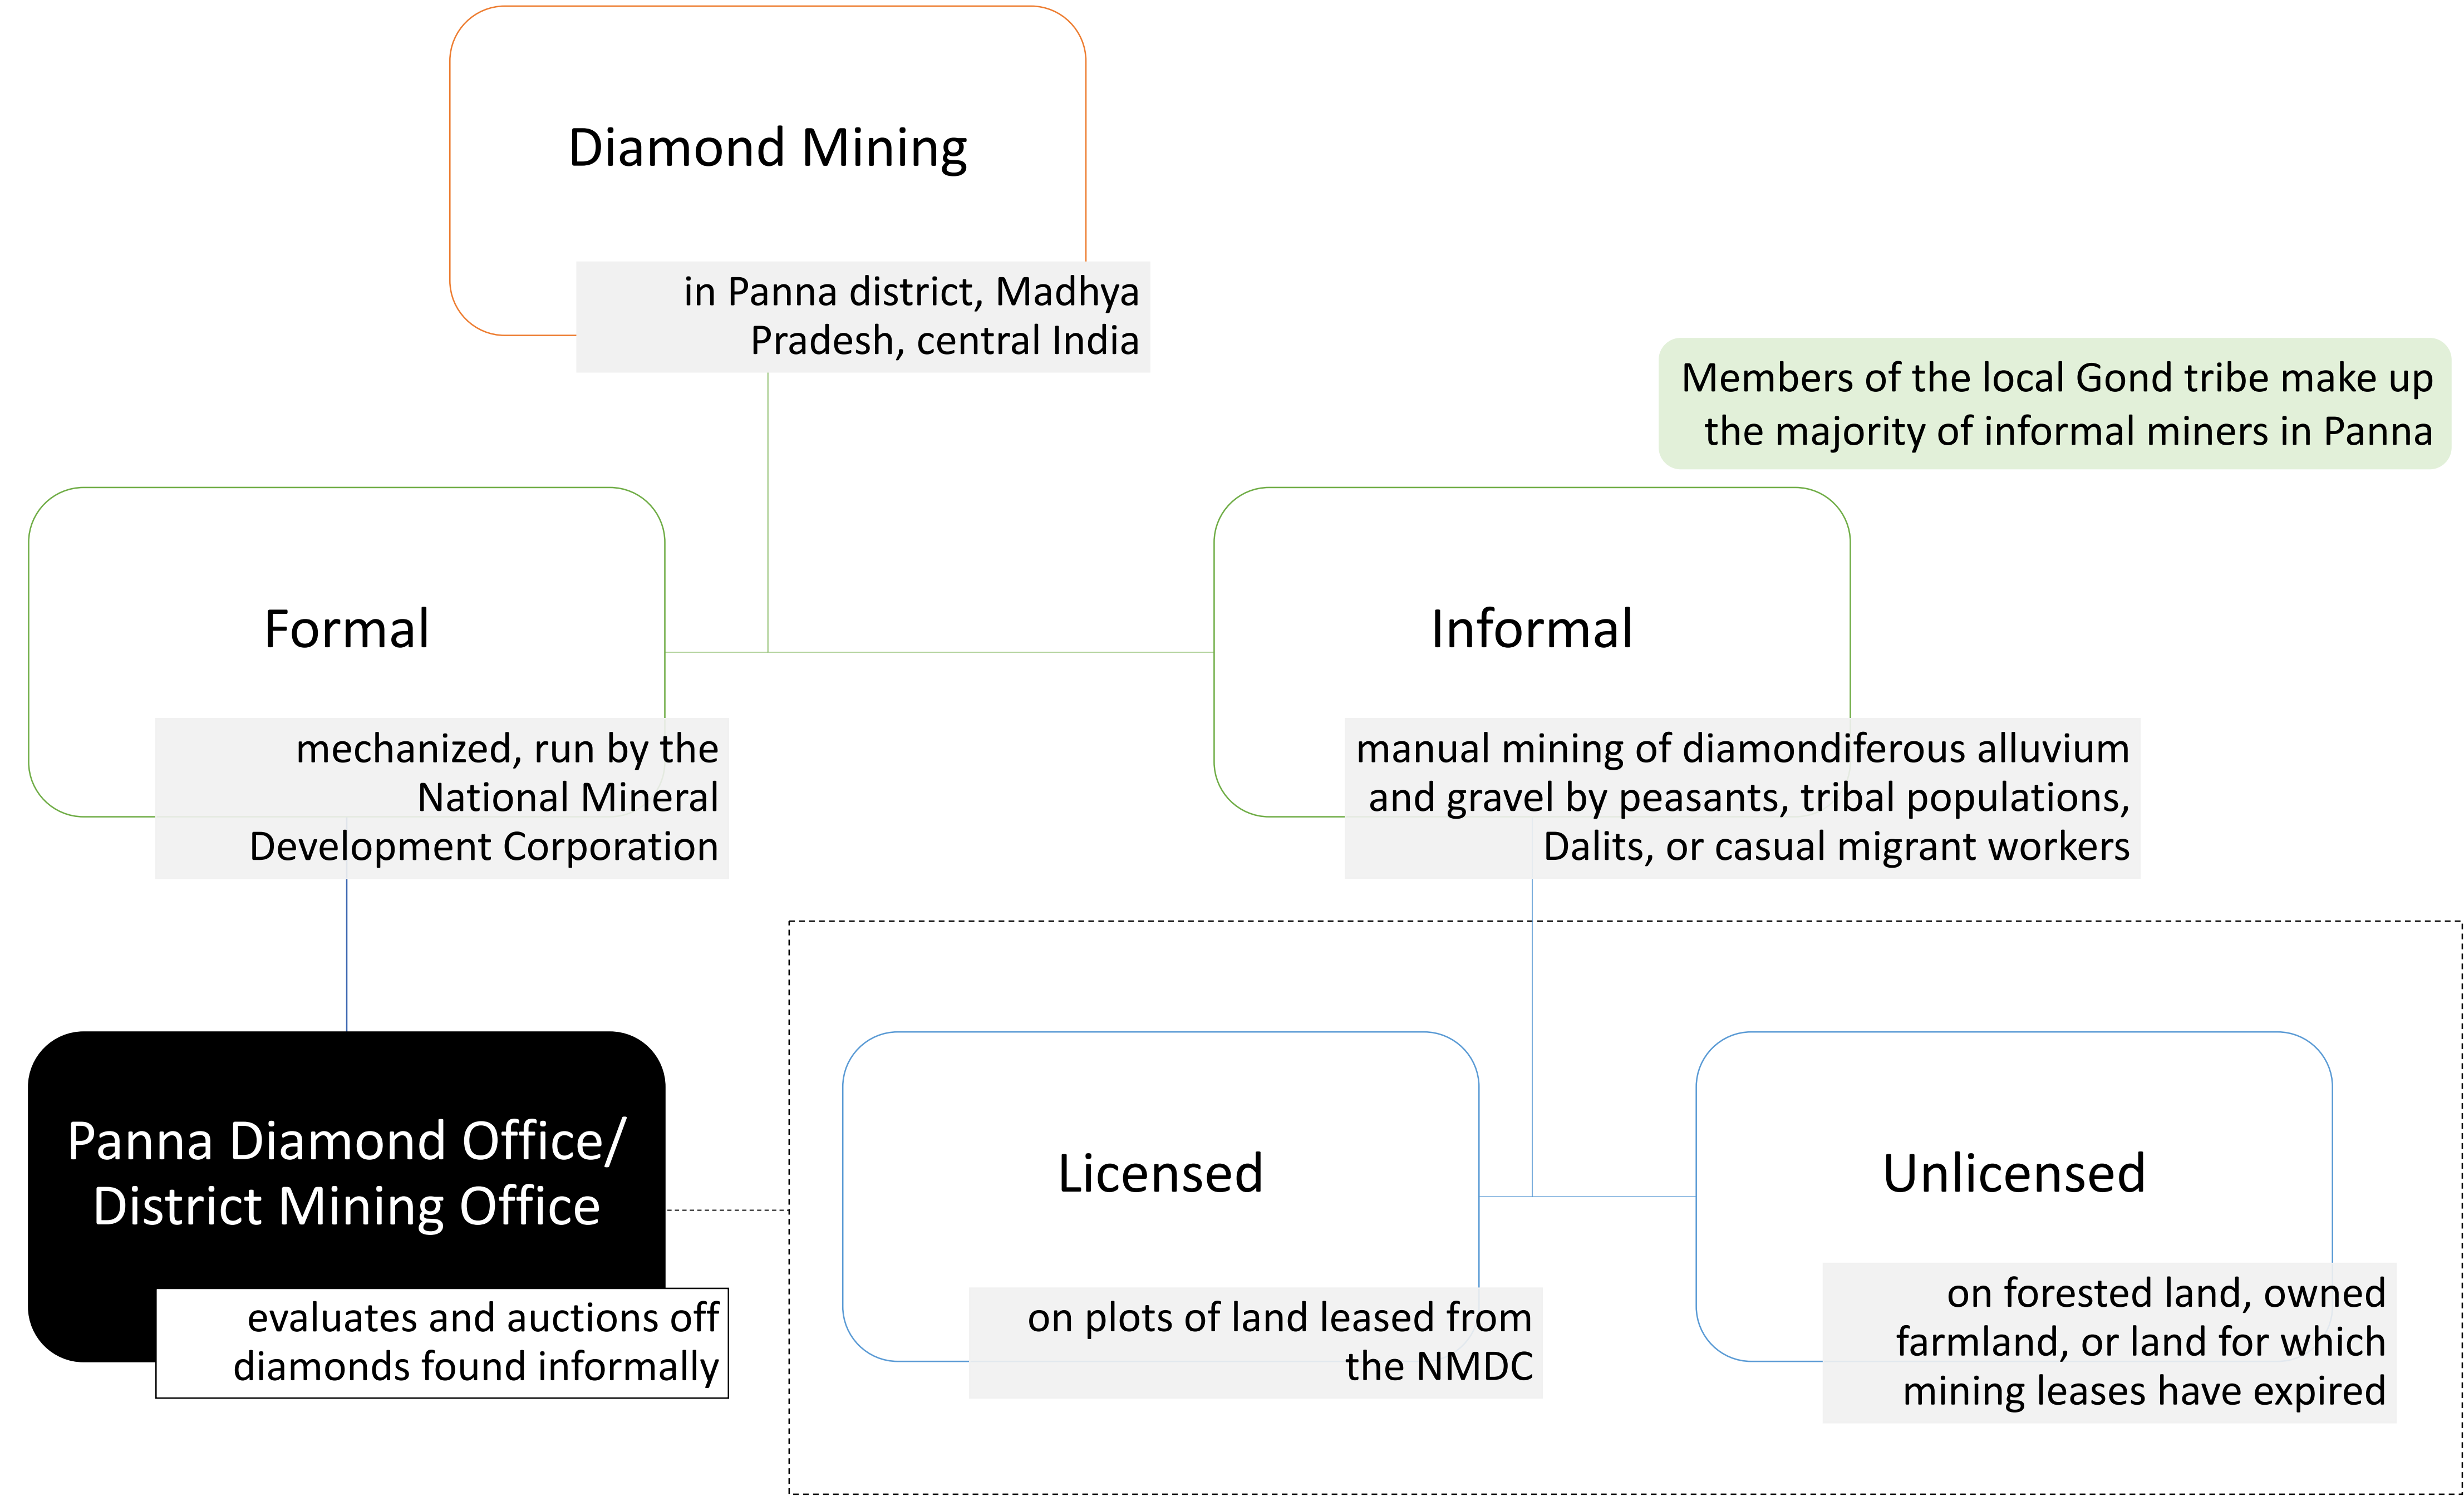 Diamond Mining
in Panna district, Madhya
Pradesh, central India
Members of the local Gond tribe make up
the majority of informal miners in Panna
Formal
mechanized, run by the
National Mineral
Development Corporation
Informal
manual mining of diamondiferous alluvium
and gravel by peasants, tribal populations,
Dalits, or casual migrant workers
Panna Diamond Office/
District Mining Office
evaluates and auctions off
diamonds found informally
Licensed
on plots of land leased from
the NMDC
Unlicensed
on forested land, owned
farmland, or land for which
mining leases have expired